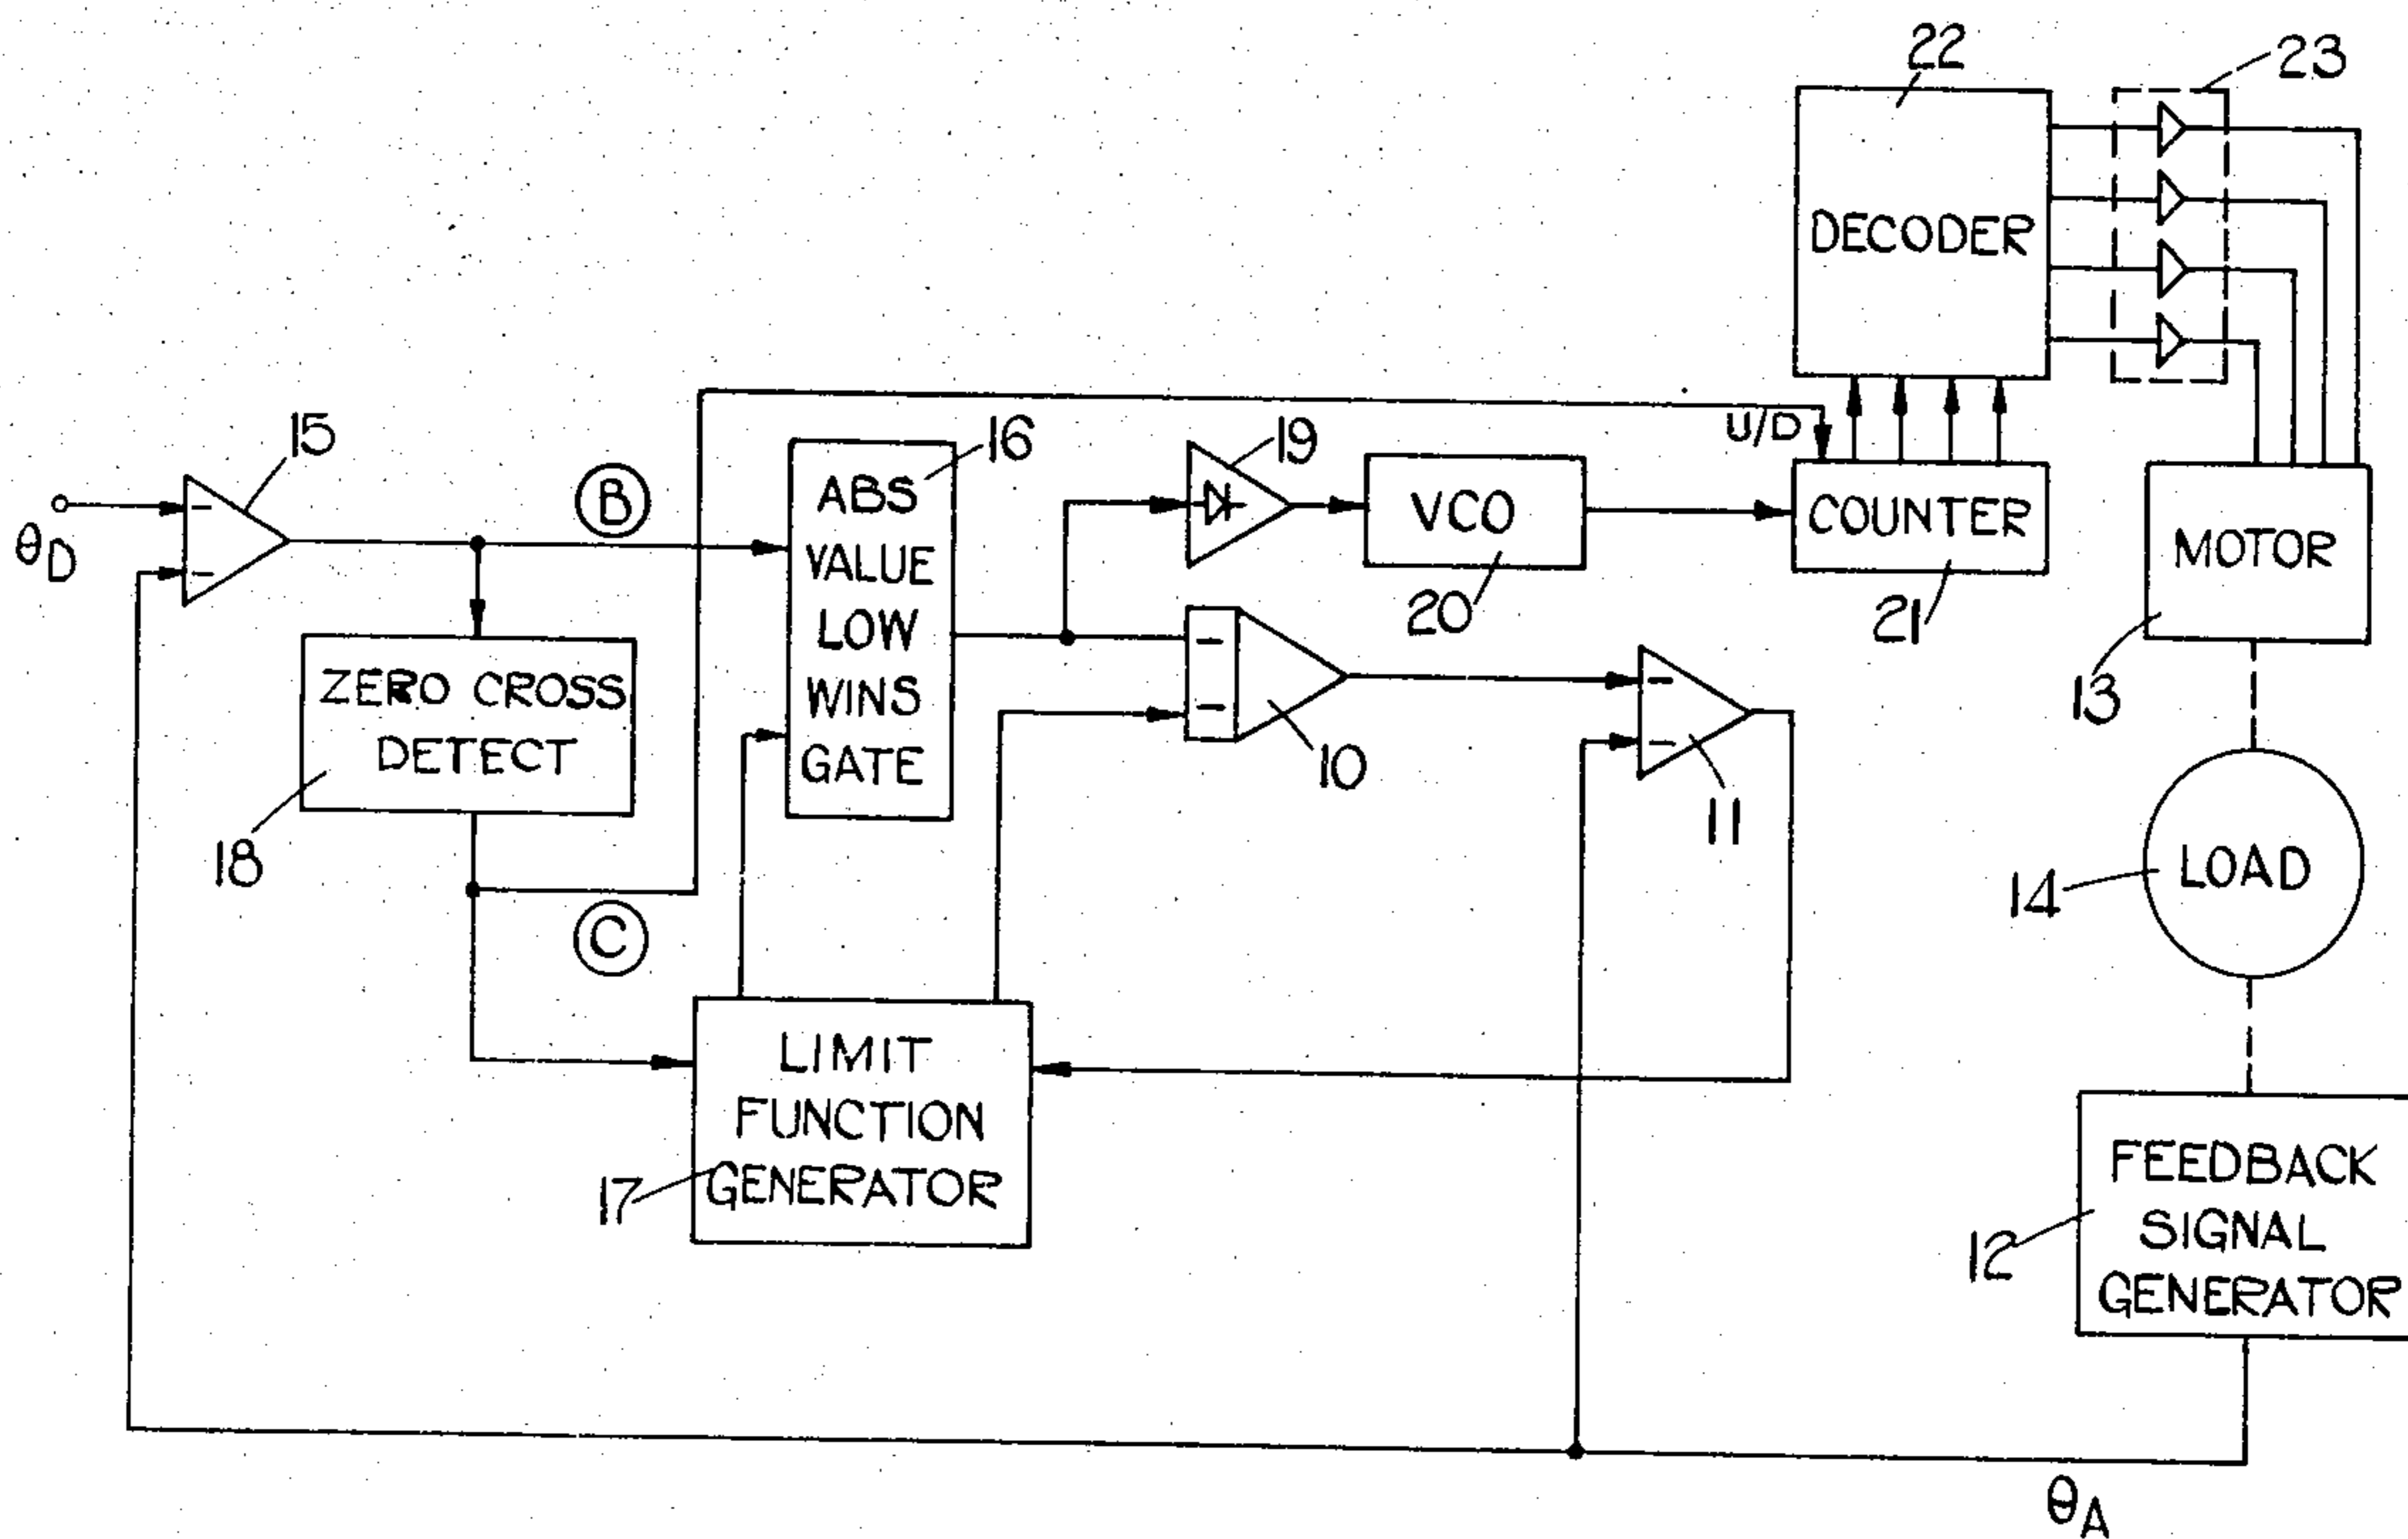 22
23
DECODER
15
B
16
19
U/D
θD
−
−
ABS
VALUE
LOW
WINS
GATE
VCO
20
COUNTER
21
MOTOR
13
ZERO CROSS
DETECT
18
−
−
10
−
−
11
C
LOAD
14
LIMIT
FUNCTION
GENERATOR
17
FEEDBACK
SIGNAL
GENERATOR
12
θA